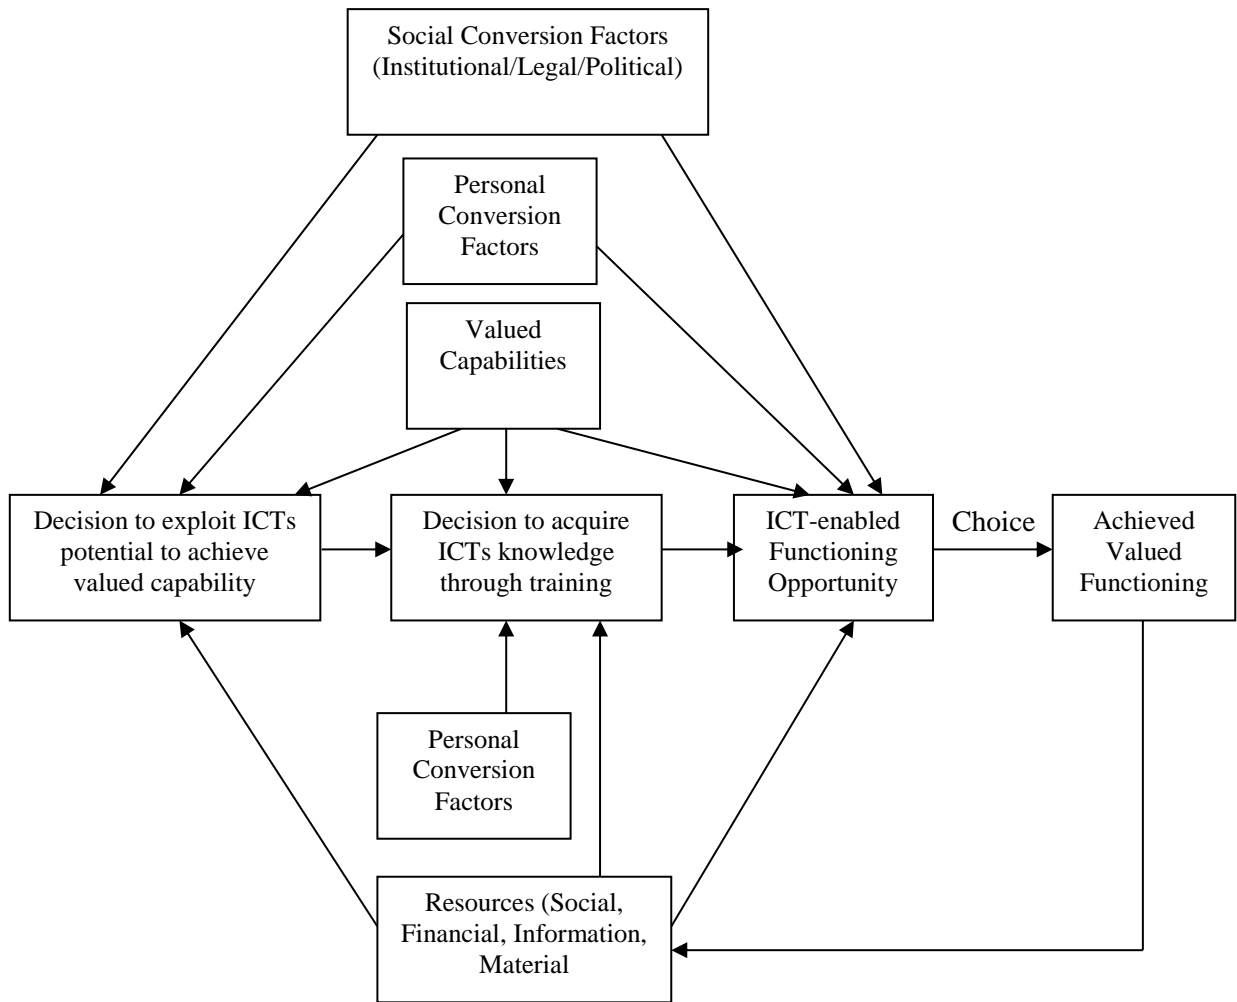 Social Conversion Factors
(Institutional/Legal/Political)
Personal
Conversion
Factors
Valued
Capabilities
Decision to exploit ICTs
potential to achieve
valued capability
Decision to acquire
ICTs knowledge
through training
ICT-enabled
Functioning
Opportunity
Choice
Achieved
Valued
Functioning
Personal
Conversion
Factors
Resources (Social,
Financial, Information,
Material